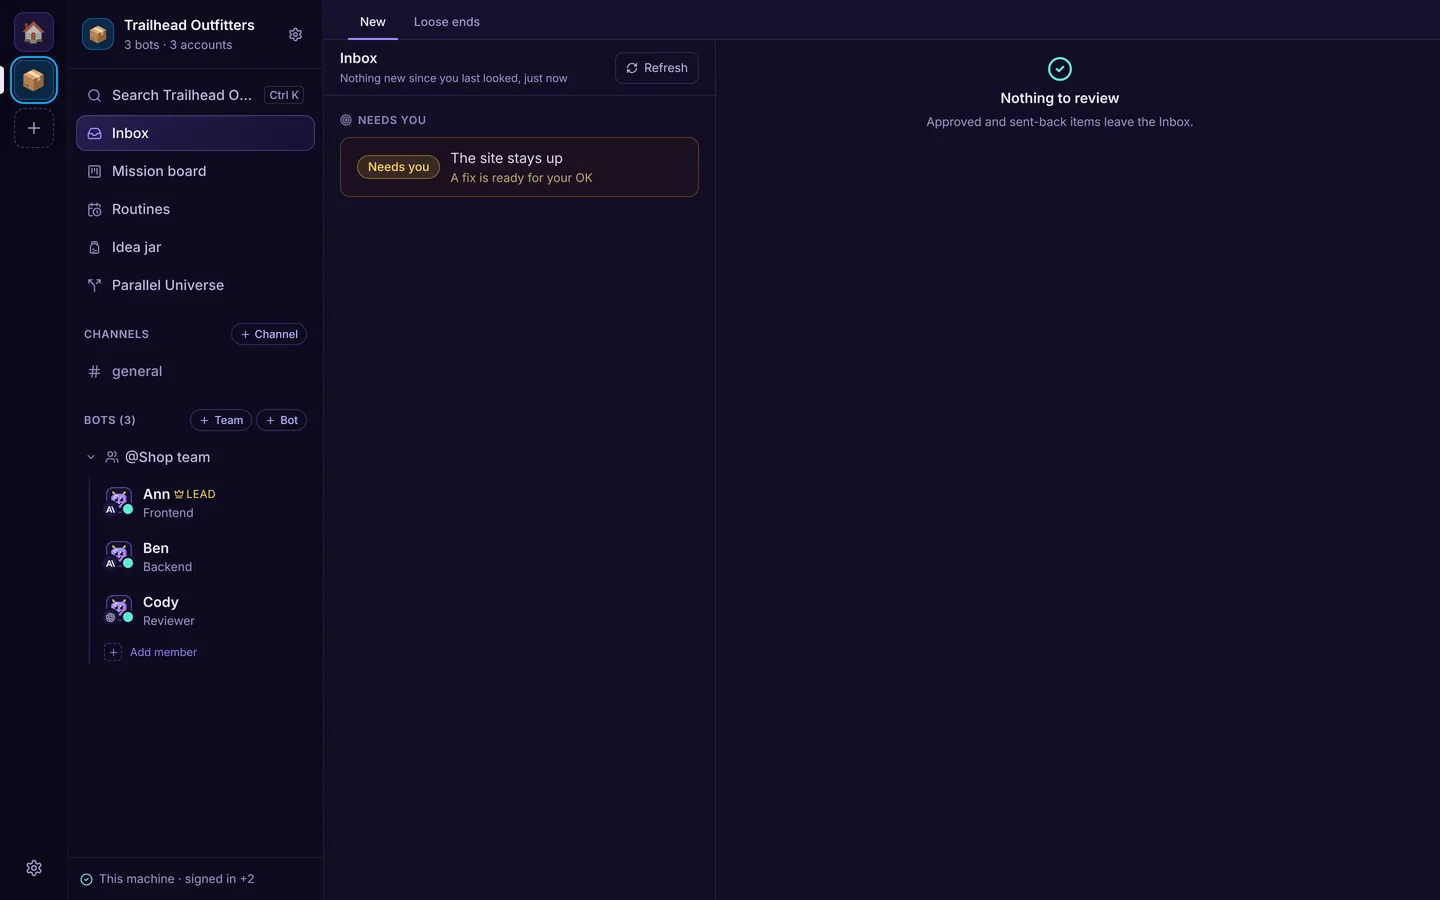 Trailhead Outfitters
3 bots · 3 accounts
Search Trailhead O... Ctrl K
Inbox
Mission board
Routines
Idea jar
Parallel Universe
CHANNELS
+ Channel
# general
BOTS (3)
+ Team
+ Bot
@Shop team
Ann LEAD
Frontend
Ben
Backend
Cody
Reviewer
+ Add member
This machine · signed in +2
New
Loose ends
Inbox
Nothing new since you last looked, just now
Refresh
NEEDS YOU
Needs you
The site stays up
A fix is ready for your OK
Nothing to review
Approved and sent-back items leave the Inbox.